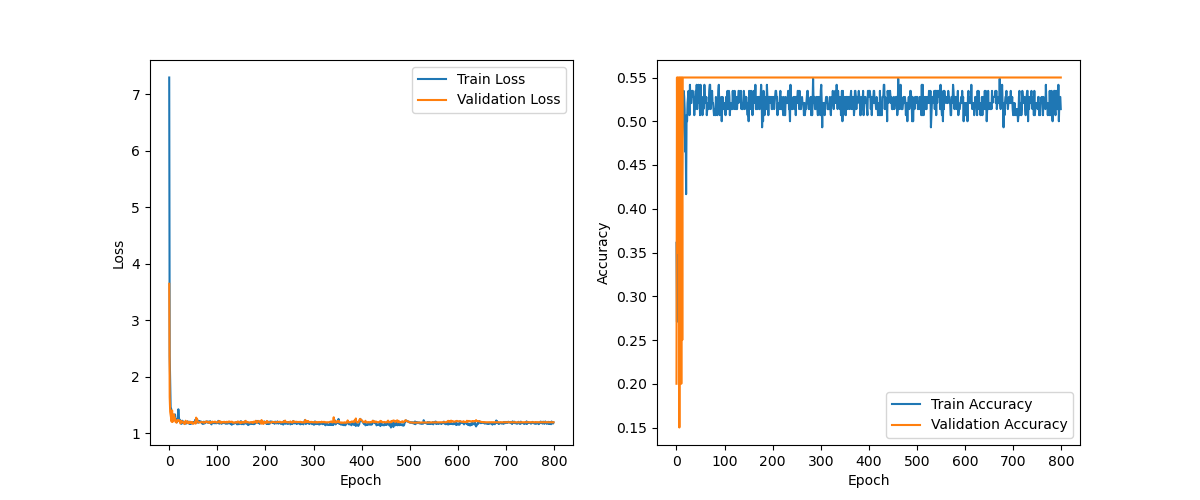 7
6
5
4
3
2
1
Loss
Train Loss
Validation Loss
0 100 200 300 400 500 600 700 800
Epoch
0.55
0.50
0.45
0.40
0.35
0.30
0.25
0.20
0.15
Accuracy
Train Accuracy
Validation Accuracy
0 100 200 300 400 500 600 700 800
Epoch